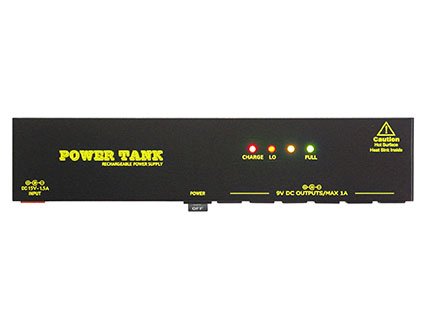 POWER TANK
RECHARGEABLE POWER SUPPLY
CHARGE LO FULL
Caution
Hot Surface
Heat Sink Inside
DC 15V - 1.5A
INPUT
POWER
OFF
9V DC OUTPUTS/MAX 1A